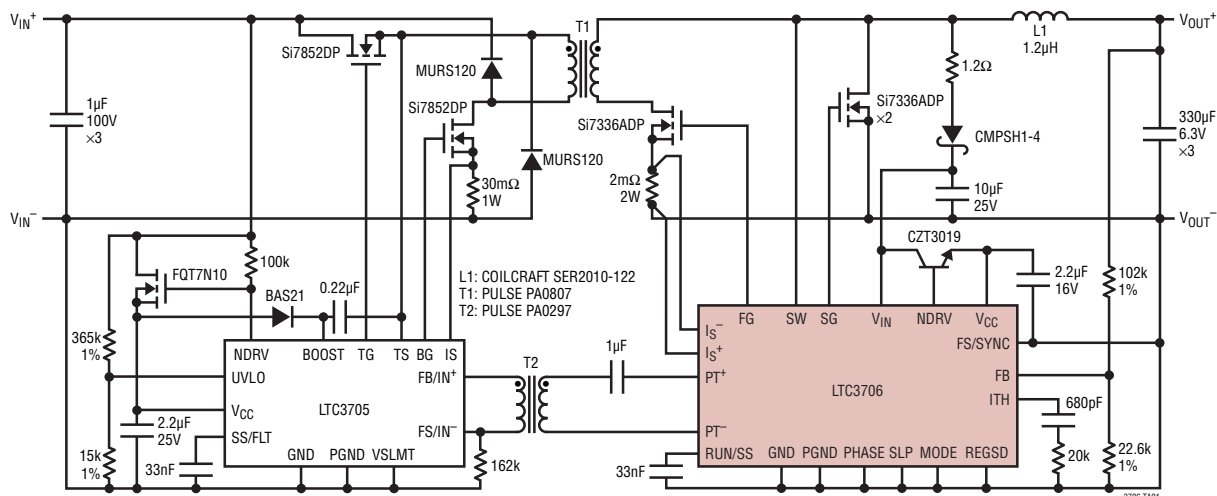 VIN+
1µF
100V
×3
VIN−
Si7852DP
MURS120
Si7852DP
30mΩ
1W
MURS120
T1
Si7336ADP
2mΩ
2W
Si7336ADP
×2
1.2Ω
CMPSH1-4
10µF
25V
L1
1.2µH
VOUT+
330µF
6.3V
×3
VOUT−
FQT7N10
100k
BAS21
0.22µF
365k
1%
15k
1%
2.2µF
25V
33nF
L1: COILCRAFT SER2010-122
T1: PULSE PA0807
T2: PULSE PA0297
NDRV
BOOST
TG
TS
BG
IS
UVLO
VCC
SS/FLT
LTC3705
FB/IN+
FS/IN−
GND
PGND
VSLMT
162k
T2
1µF
33nF
CZT3019
2.2µF
16V
102k
1%
FG
SW
SG
VIN
NDRV
VCC
IS−
IS+
PT+
PT−
RUN/SS
LTC3706
FS/SYNC
FB
ITH
GND
PGND
PHASE
SLP
MODE
REGSD
680pF
20k
22.6k
1%
3706 TA01